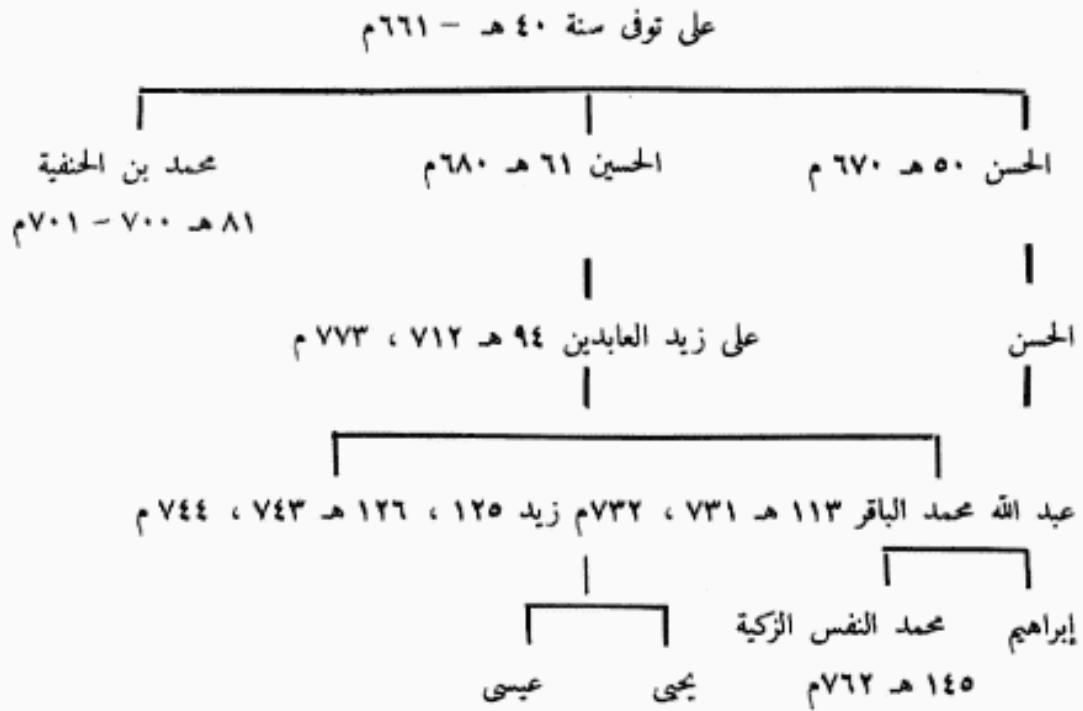 على توفى سنة ٤٠ هـ – ٦٦١م
الحسن ٥٠ هـ ٦٧٠ م الحسين ٦١ هـ ٦٨٠م محمد بن الحنفية
٨١ هـ ٧٠٠ – ٧٠١م
الحسن على زيد العابدين ٩٤ هـ ٧١٢ ، ٧٧٣ م
عبد الله محمد الباقر ١١٣ هـ ٧٣١ ، ٧٣٢م زيد ١٢٥ ، ١٢٦ هـ ٧٤٣ ، ٧٤٤ م
إبراهيم محمد النفس الزكية
١٤٥ هـ ٧٦٢م يحيى عيسى